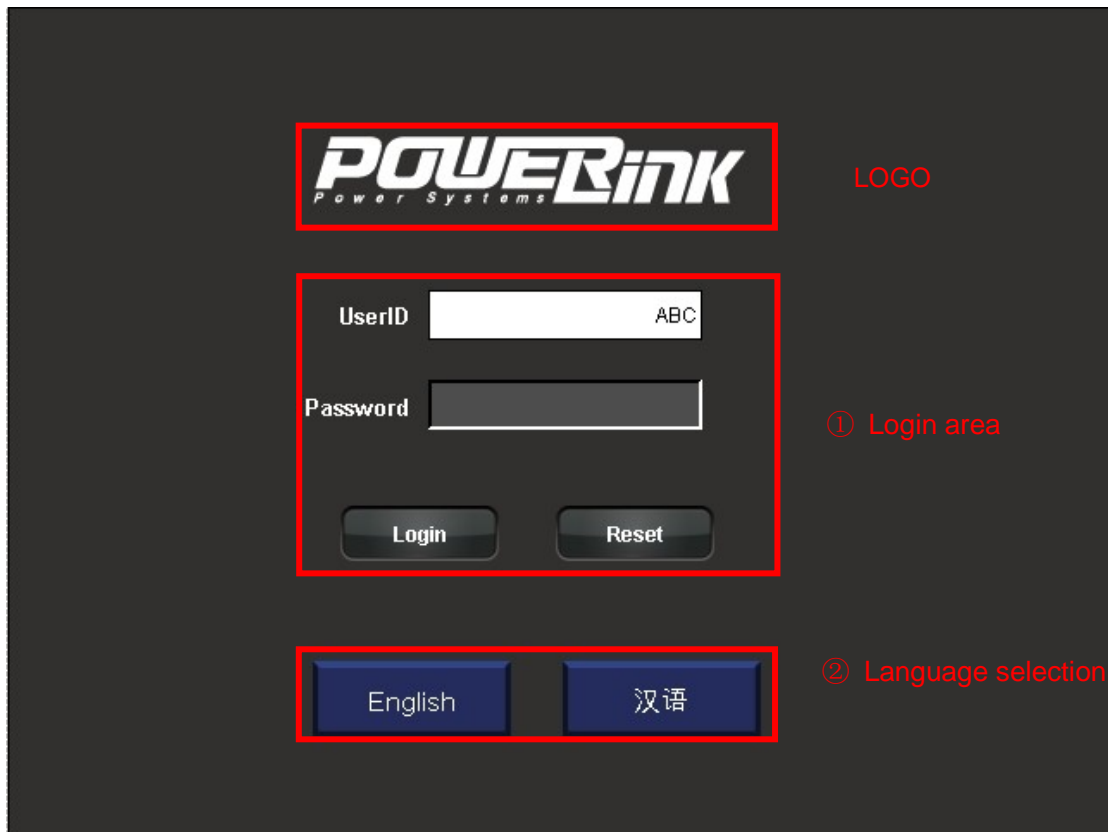 POWERink
Power Systems
LOGO
UserID ABC
Password
① Login area
Login Reset
② Language selection
English 汉语